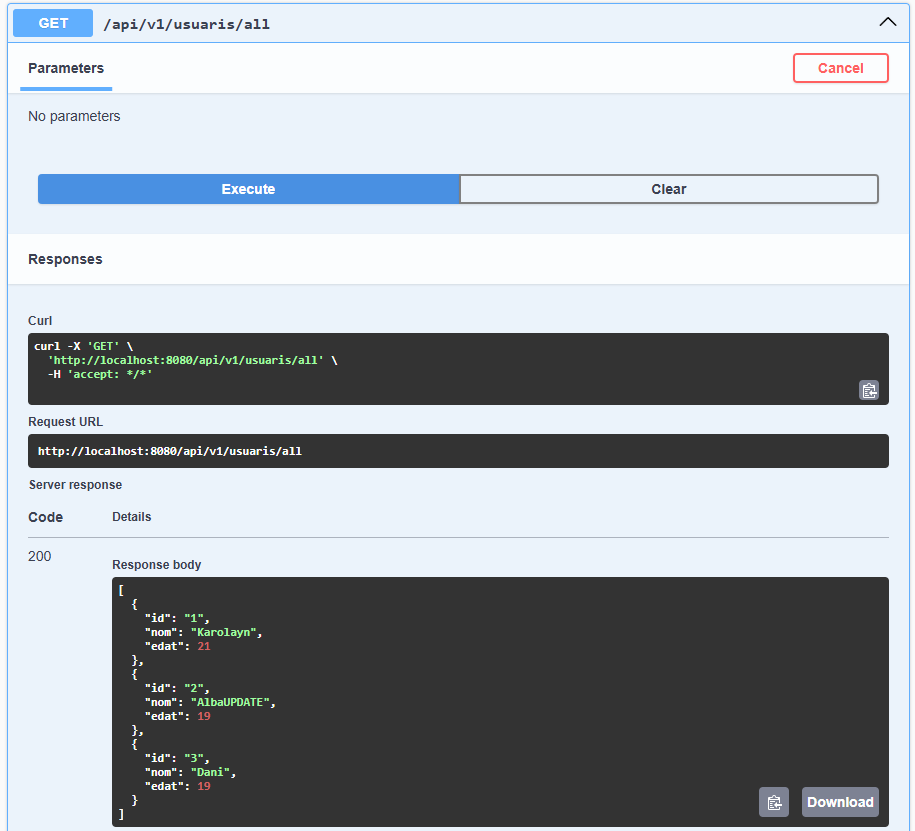 GET /api/v1/usuaris/all
Parameters
Cancel
No parameters
Execute
Clear
Responses
Curl
curl -X 'GET' \
  'http://localhost:8080/api/v1/usuaris/all' \
  -H 'accept: */*'
Request URL
http://localhost:8080/api/v1/usuaris/all
Server response
Code Details
200
Response body
[
  {
    "id": "1",
    "nom": "Karolayn",
    "edat": 21
  },
  {
    "id": "2",
    "nom": "AlbaUPDATE",
    "edat": 19
  },
  {
    "id": "3",
    "nom": "Dani",
    "edat": 19
  }
]
Download